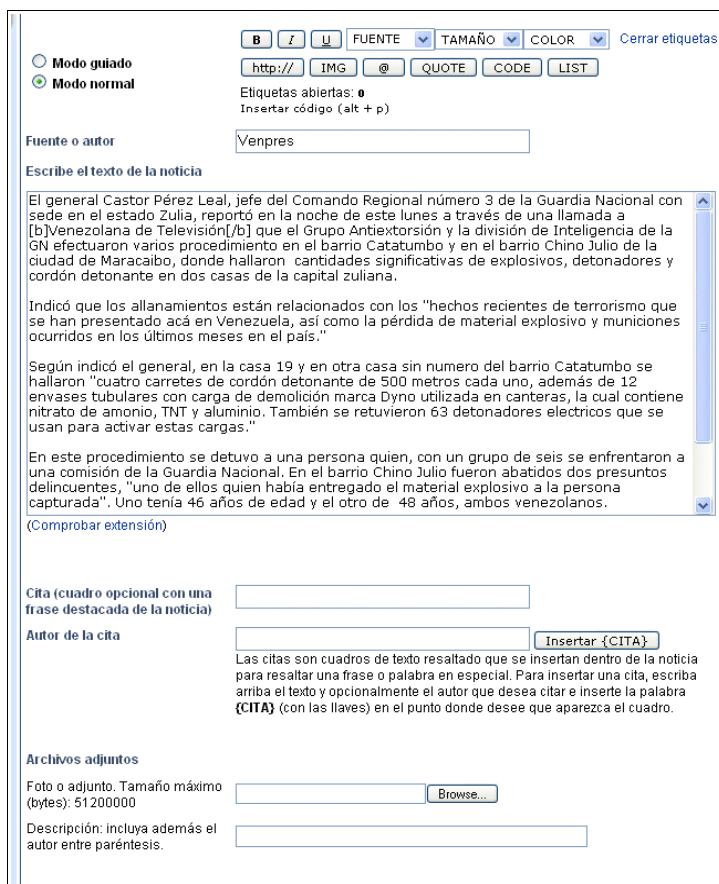 B I U FUENTE TAMAÑO COLOR Cerrar etiquetas
Modo guiado
Modo normal
http:// IMG @ QUOTE CODE LIST
Etiquetas abiertas: 0
Insertar código (alt + p)
Fuente o autor Venpres
Escribe el texto de la noticia
El general Castor Pérez Leal, jefe del Comando Regional número 3 de la Guardia Nacional con
sede en el estado Zulia, reportó en la noche de este lunes a través de una llamada a
[b]Venezolana de Televisión[/b] que el Grupo Antiextorsión y la división de Inteligencia de la
GN efectuaron varios procedimiento en el barrio Catatumbo y en el barrio Chino Julio de la
ciudad de Maracaibo, donde hallaron  cantidades significativas de explosivos, detonadores y
cordón detonante en dos casas de la capital zuliana.
Indicó que los allanamientos están relacionados con los "hechos recientes de terrorismo que
se han presentado acá en Venezuela, así como la pérdida de material explosivo y municiones
ocurridos en los últimos meses en el país."
Según indicó el general, en la casa 19 y en otra casa sin numero del barrio Catatumbo se
hallaron "cuatro carretes de cordón detonante de 500 metros cada uno, además de 12
envases tubulares con carga de demolición marca Dyno utilizada en canteras, la cual contiene
nitrato de amonio, TNT y aluminio. También se retuvieron 63 detonadores electricos que se
usan para activar estas cargas."
En este procedimiento se detuvo a una persona quien, con un grupo de seis se enfrentaron a
una comisión de la Guardia Nacional. En el barrio Chino Julio fueron abatidos dos presuntos
delincuentes, "uno de ellos quien había entregado el material explosivo a la persona
capturada". Uno tenía 46 años de edad y el otro de  48 años, ambos venezolanos.
(Comprobar extensión)
Cita (cuadro opcional con una
frase destacada de la noticia)
Autor de la cita Insertar {CITA}
Las citas son cuadros de texto resaltado que se insertan dentro de la noticia
para resaltar una frase o palabra en especial. Para insertar una cita, escriba
arriba el texto y opcionalmente el autor que desea citar e inserte la palabra
{CITA} (con las llaves) en el punto donde desee que aparezca el cuadro.
Archivos adjuntos
Foto o adjunto. Tamaño máximo
(bytes): 51200000 Browse...
Descripción: incluya además el
autor entre paréntesis.